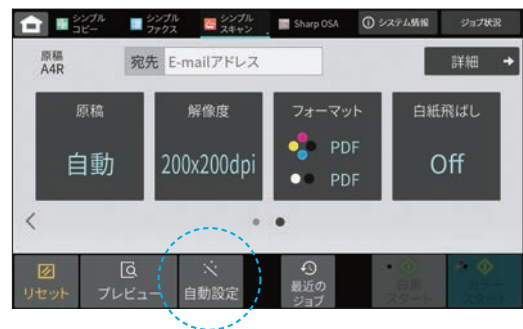 シンプル
コピー
シンプル
ファクス
シンプル
スキャン
Sharp OSA
システム情報
ジョブ状況
原稿
A4R
宛先 E-mailアドレス
詳細
原稿
自動
解像度
200x200dpi
フォーマット
PDF
PDF
白紙飛ばし
Off
リセット
プレビュー
自動設定
最近の
ジョブ
白黒
スタート
カラー
スタート